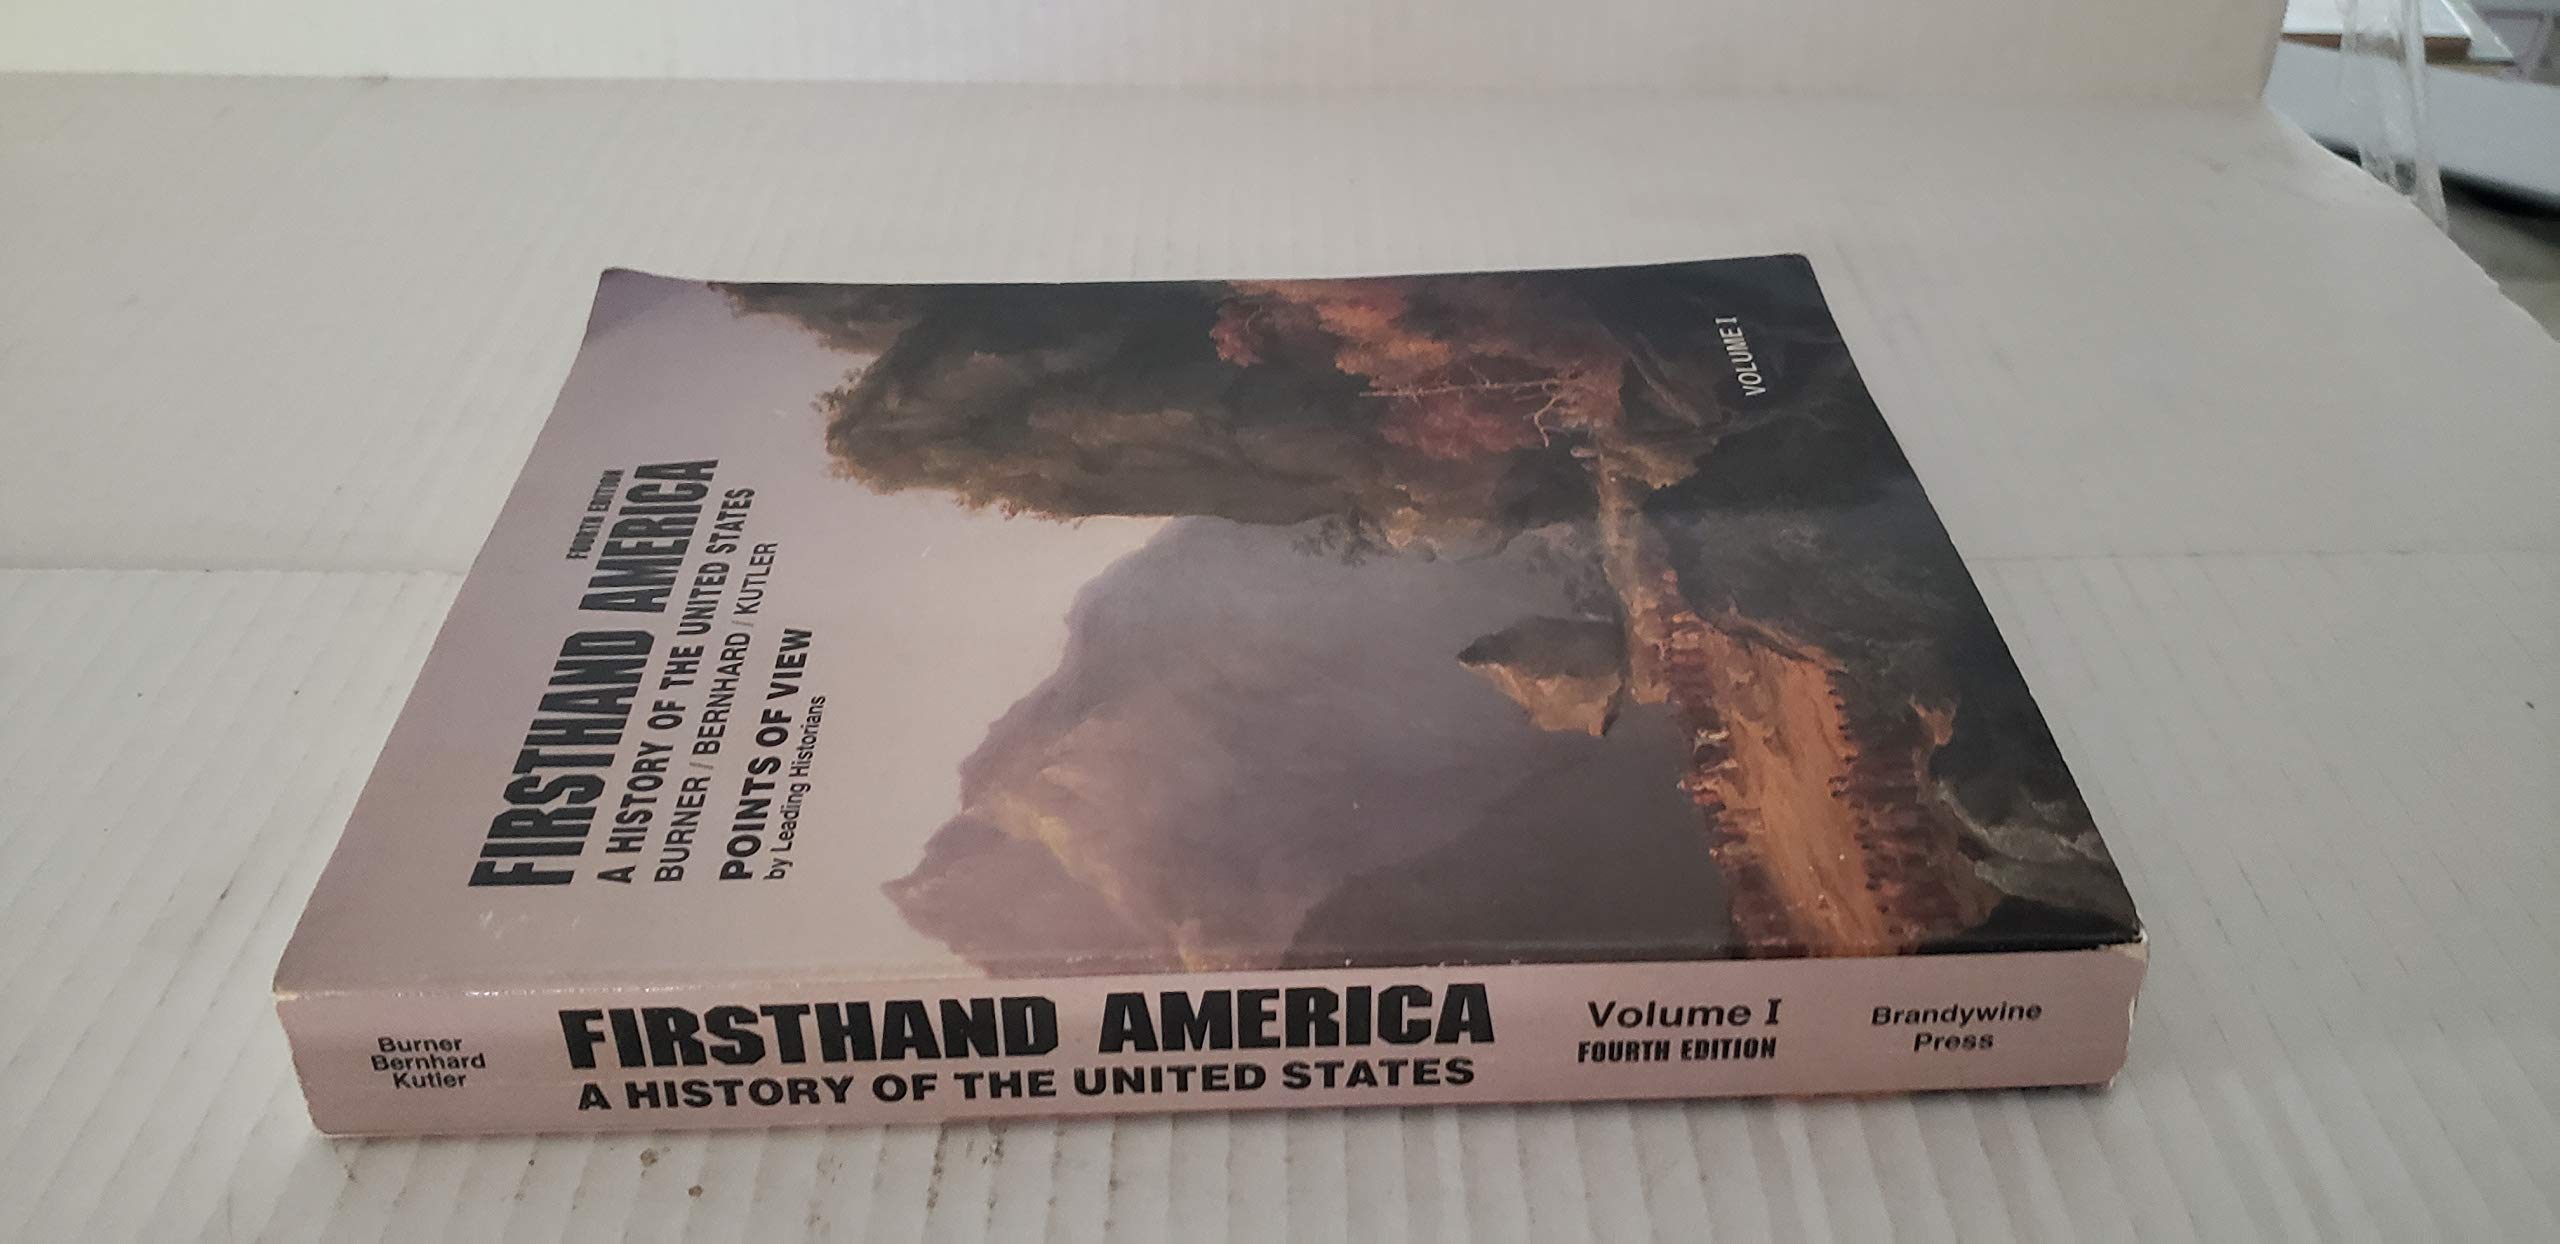 FOURTH EDITION
FIRSTHAND AMERICA
A HISTORY OF THE UNITED STATES
BURNER / BERNHARD / KUTLER
POINTS OF VIEW
by Leading Historians
VOLUME I
Burner
Bernhard
Kutler
FIRSTHAND AMERICA
A HISTORY OF THE UNITED STATES
Volume I
FOURTH EDITION
Brandywine
Press